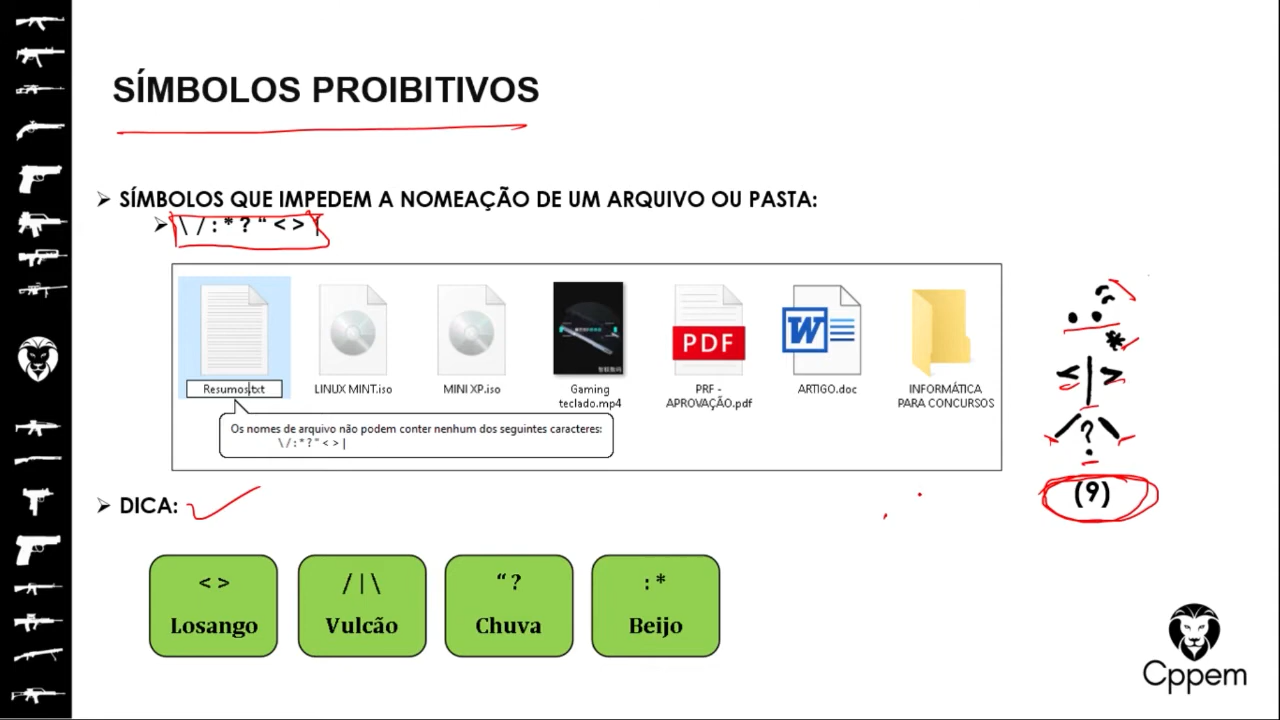 SÍMBOLOS PROIBITIVOS
SÍMBOLOS QUE IMPEDEM A NOMEAÇÃO DE UM ARQUIVO OU PASTA:
\ / : * ? “ < > |
Resumos.txt
LINUX MINT.iso
MINI XP.iso
Gaming
teclado.mp4
PDF
PRF -
APROVAÇÃO.pdf
W
ARTIGO.doc
INFORMÁTICA
PARA CONCURSOS
Os nomes de arquivo não podem conter nenhum dos seguintes caracteres:
\ / : * ? " < > |
“
: 
*
< | >
/ ? \
(9)
DICA:
< >
Losango
/ | \
Vulcão
“ ?
Chuva
: *
Beijo
Cppem